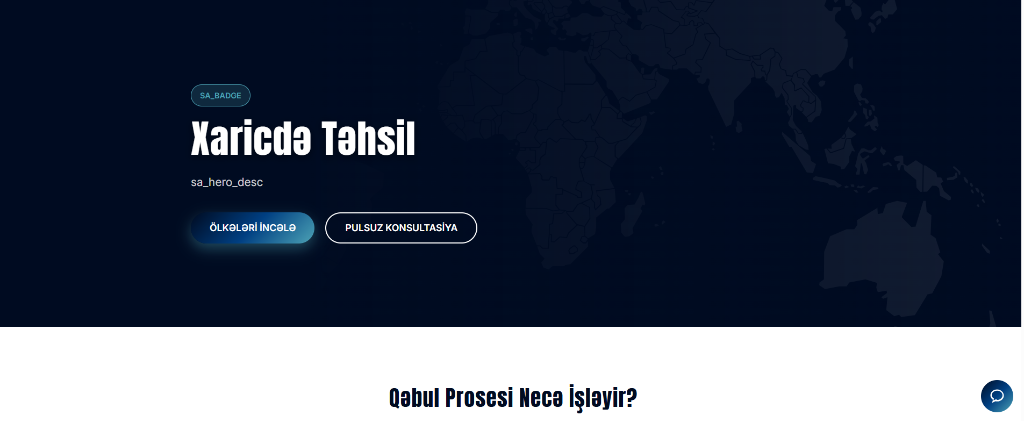 SA_BADGE
Xaricdə Təhsil
sa_hero_desc
ÖLKƏLƏRİ İNCƏLƏ
PULSUZ KONSULTASİYA
Qəbul Prosesi Necə İşləyir?